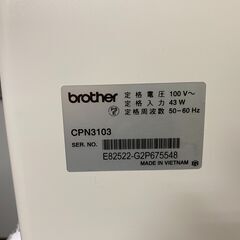 brother
定格電圧 100 V～
定格入力 43 W
定格周波数 50-60 Hz
CPN3103
SER. NO.
E82522-G2P675548
MADE IN VIETNAM